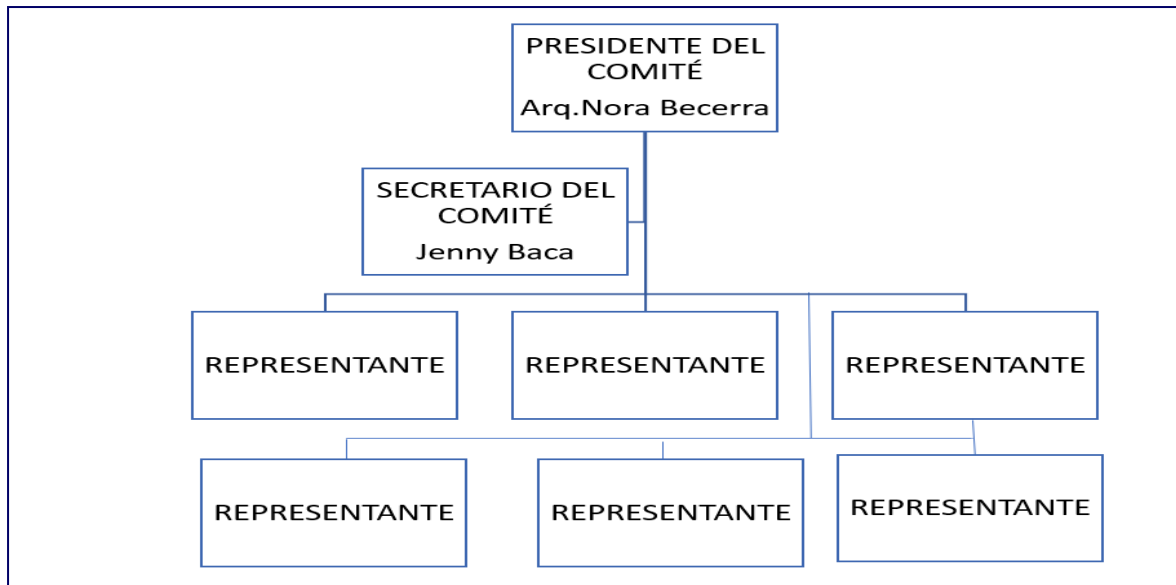 PRESIDENTE DEL
COMITÉ
Arq.Nora Becerra
SECRETARIO DEL
COMITÉ
Jenny Baca
REPRESENTANTE
REPRESENTANTE
REPRESENTANTE
REPRESENTANTE
REPRESENTANTE
REPRESENTANTE